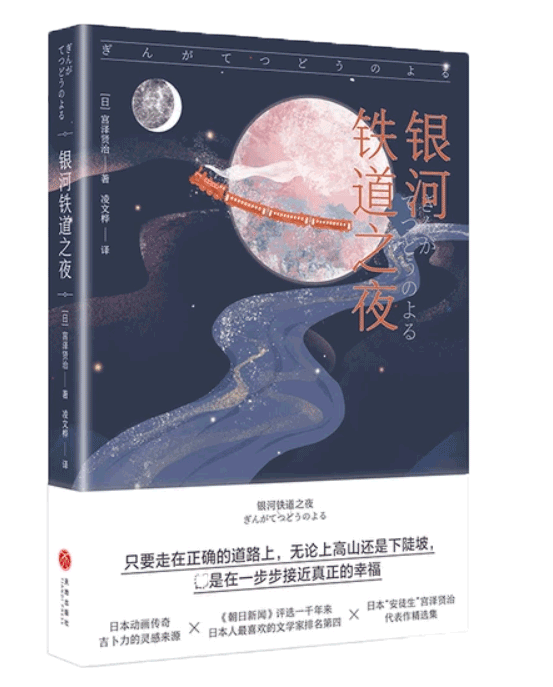 ぎんがてつどうのよる
[日] 宫泽贤治——著 凌文桦——译
银河
铁道之夜
ぎんが
てつどうのよる
ぎんが
てつどうのよる
银河铁道之夜
[日] 宫泽贤治——著 凌文桦——译
银河铁道之夜
ぎんがてつどうのよる
只要走在正确的道路上，无论上高山还是下陡坡，
是在一步步接近真正的幸福
日本动画传奇
吉卜力的灵感来源
×
《朝日新闻》评选一千年来
日本人最喜欢的文学家排名第四
×
日本“安徒生”宫泽贤治
代表作精选集
天地出版社